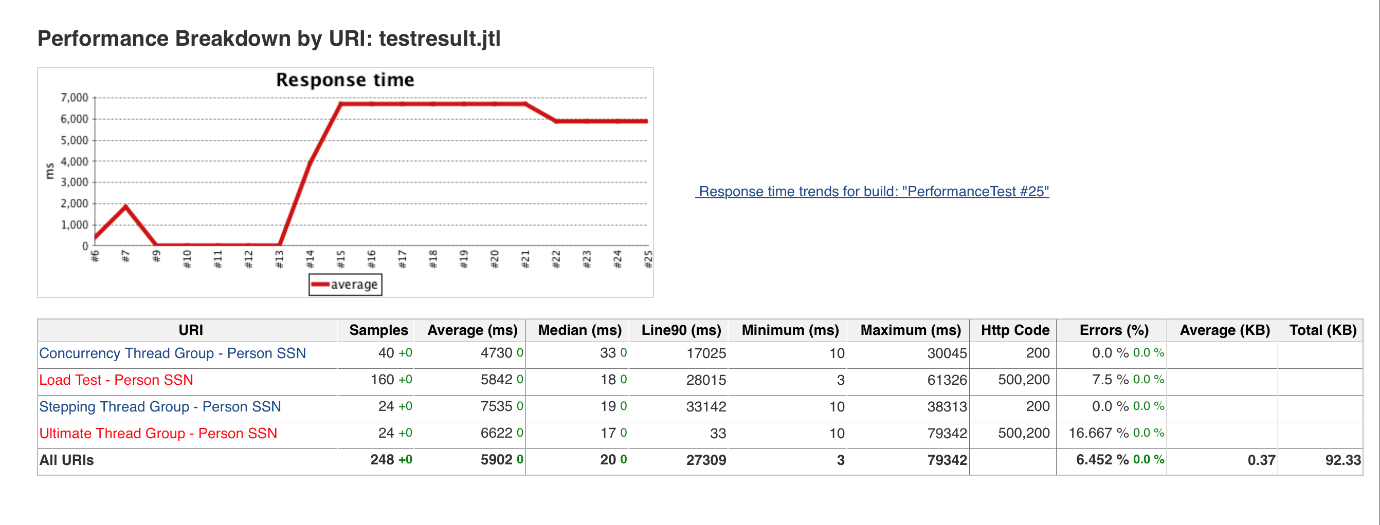 Performance Breakdown by URI: testresult.jtl
Response time
7,000
6,000
5,000
4,000
3,000
2,000
1,000
0
ms
#6 #7 #9 #10 #11 #12 #13 #14 #15 #16 #17 #18 #19 #20 #21 #22 #23 #24 #25
average
Response time trends for build: "PerformanceTest #25"
URI Samples Average (ms) Median (ms) Line90 (ms) Minimum (ms) Maximum (ms) Http Code Errors (%) Average (KB) Total (KB)
Concurrency Thread Group - Person SSN 40 +0 4730 0 33 0 17025 10 30045 200 0.0 % 0.0 %
Load Test - Person SSN 160 +0 5842 0 18 0 28015 3 61326 500,200 7.5 % 0.0 %
Stepping Thread Group - Person SSN 24 +0 7535 0 19 0 33142 10 38313 200 0.0 % 0.0 %
Ultimate Thread Group - Person SSN 24 +0 6622 0 17 0 33 10 79342 500,200 16.667 % 0.0 %
All URIs 248 +0 5902 0 20 0 27309 3 79342 6.452 % 0.0 % 0.37 92.33